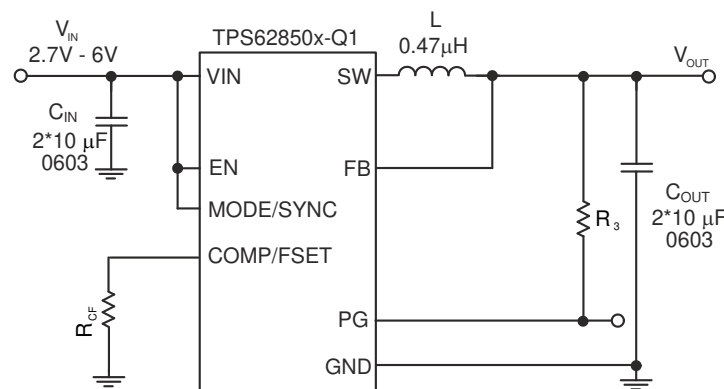 TPS62850x-Q1
V_IN
2.7V - 6V
L
0.47µH
V_OUT
VIN
SW
C_IN
2*10 µF
0603
EN
FB
MODE/SYNC
C_OUT
2*10 µF
0603
R_3
COMP/FSET
R_CF
PG
GND